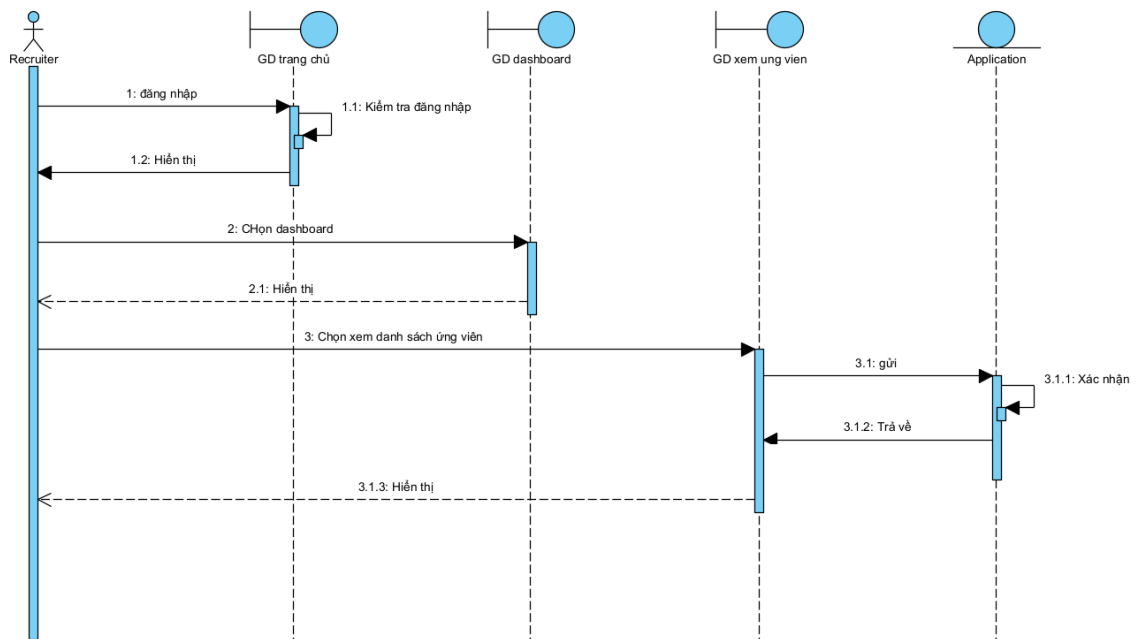 Recruiter
GD trang chủ
GD dashboard
GD xem ung vien
Application
1: đăng nhập
1.1: Kiểm tra đăng nhập
1.2: Hiển thị
2: CHọn dashboard
2.1: Hiển thị
3: Chọn xem danh sách ứng viên
3.1: gửi
3.1.1: Xác nhận
3.1.2: Trả về
3.1.3: Hiển thị